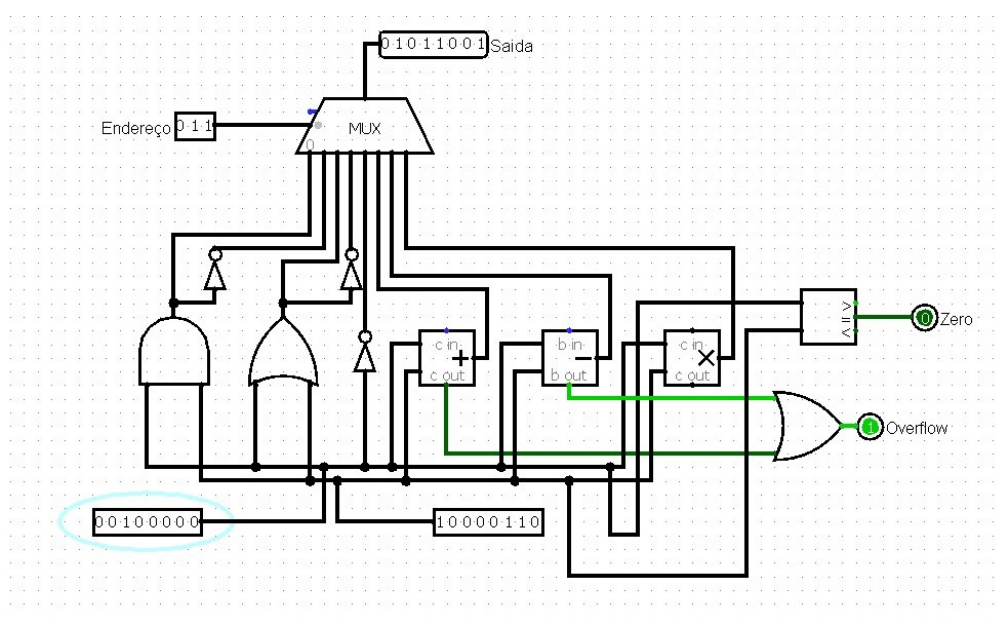 01011001 Saida
Endereço 011
MUX
0
>
=
<
0 Zero
c in
+
c out
b in
−
b out
c in
×
c out
1 Overflow
00100000
10000110